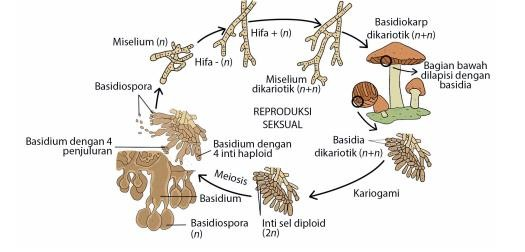 Miselium (n)
Hifa + (n)
Hifa - (n)
Basidiokarp
dikariotik (n+n)
Miselium
dikariotik (n+n)
Bagian bawah
dilapisi dengan
basidia
Basidiospora
REPRODUKSI
SEKSUAL
Basidium dengan 4
penjuluran
Basidium dengan
4 inti haploid
Basidia
dikariotik (n+n)
Meiosis
Kariogami
Basidium
Basidiospora
(n)
Inti sel diploid
(2n)